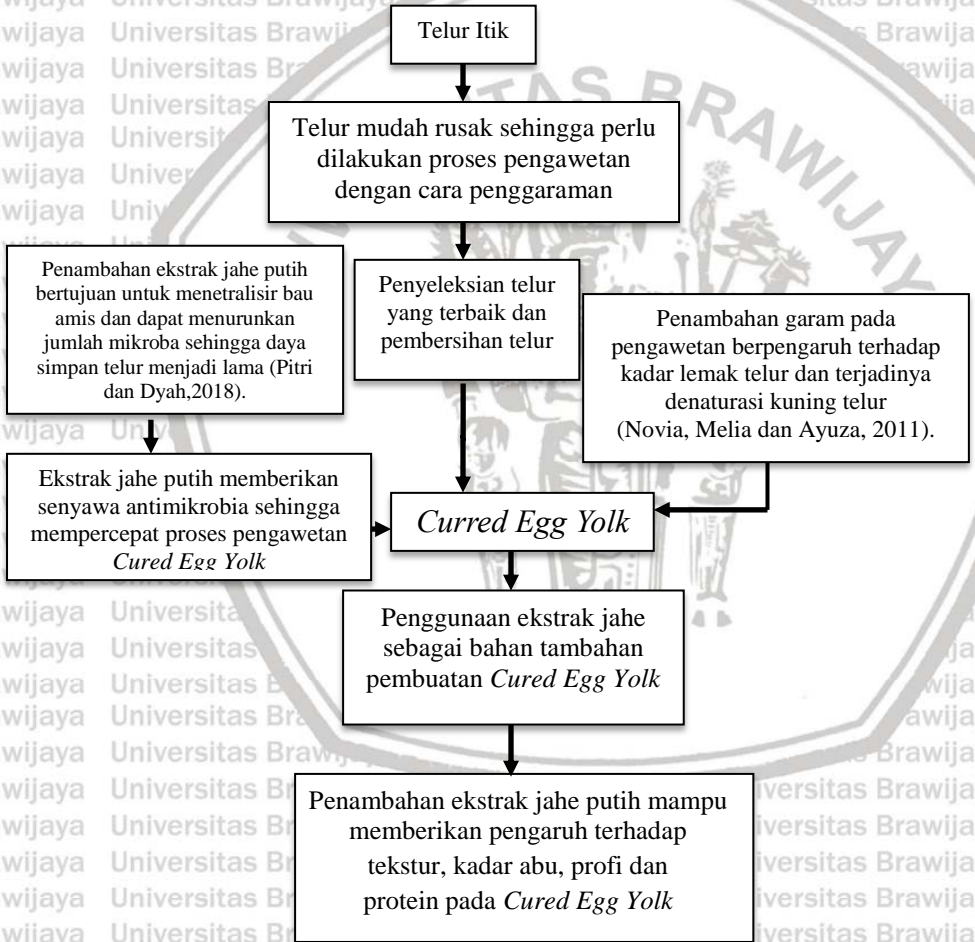 Telur Itik
Telur mudah rusak sehingga perlu
dilakukan proses pengawetan
dengan cara penggaraman
Penambahan ekstrak jahe putih
bertujuan untuk menetralisir bau
amis dan dapat menurunkan
jumlah mikroba sehingga daya
simpan telur menjadi lama (Pitri
dan Dyah,2018).
Penyeleksian telur
yang terbaik dan
pembersihan telur
Penambahan garam pada
pengawetan berpengaruh terhadap
kadar lemak telur dan terjadinya
denaturasi kuning telur
(Novia, Melia dan Ayuza, 2011).
Ekstrak jahe putih memberikan
senyawa antimikrobia sehingga
mempercepat proses pengawetan
Cured Egg Yolk
Curred Egg Yolk
Penggunaan ekstrak jahe
sebagai bahan tambahan
pembuatan Cured Egg Yolk
Penambahan ekstrak jahe putih mampu
memberikan pengaruh terhadap
tekstur, kadar abu, profi dan
protein pada Cured Egg Yolk